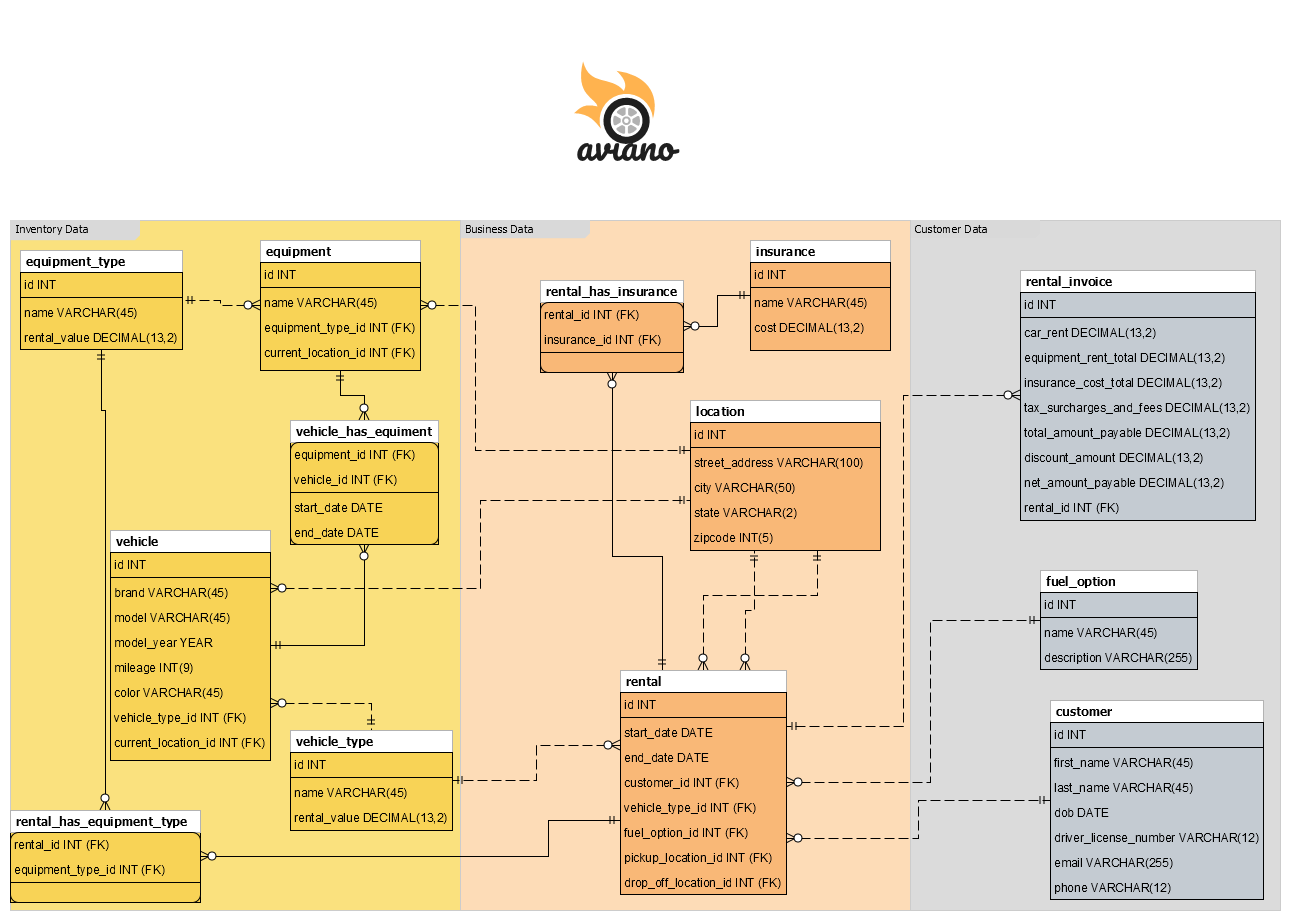 aviano
Inventory Data
equipment_type
id INT
name VARCHAR(45)
rental_value DECIMAL(13,2)
equipment
id INT
name VARCHAR(45)
equipment_type_id INT (FK)
current_location_id INT (FK)
vehicle_has_equiment
equipment_id INT (FK)
vehicle_id INT (FK)
start_date DATE
end_date DATE
vehicle
id INT
brand VARCHAR(45)
model VARCHAR(45)
model_year YEAR
mileage INT(9)
color VARCHAR(45)
vehicle_type_id INT (FK)
current_location_id INT (FK)
vehicle_type
id INT
name VARCHAR(45)
rental_value DECIMAL(13,2)
rental_has_equipment_type
rental_id INT (FK)
equipment_type_id INT (FK)
Business Data
rental_has_insurance
rental_id INT (FK)
insurance_id INT (FK)
insurance
id INT
name VARCHAR(45)
cost DECIMAL(13,2)
location
id INT
street_address VARCHAR(100)
city VARCHAR(50)
state VARCHAR(2)
zipcode INT(5)
rental
id INT
start_date DATE
end_date DATE
customer_id INT (FK)
vehicle_type_id INT (FK)
fuel_option_id INT (FK)
pickup_location_id INT (FK)
drop_off_location_id INT (FK)
Customer Data
rental_invoice
id INT
car_rent DECIMAL(13,2)
equipment_rent_total DECIMAL(13,2)
insurance_cost_total DECIMAL(13,2)
tax_surcharges_and_fees DECIMAL(13,2)
total_amount_payable DECIMAL(13,2)
discount_amount DECIMAL(13,2)
net_amount_payable DECIMAL(13,2)
rental_id INT (FK)
fuel_option
id INT
name VARCHAR(45)
description VARCHAR(255)
customer
id INT
first_name VARCHAR(45)
last_name VARCHAR(45)
dob DATE
driver_license_number VARCHAR(12)
email VARCHAR(255)
phone VARCHAR(12)